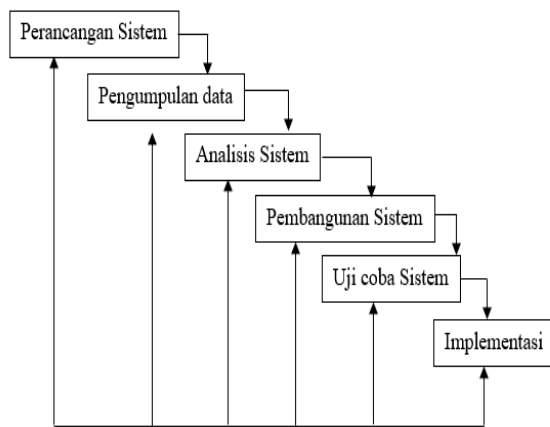 Perancangan Sistem
Pengumpulan data
Analisis Sistem
Pembangunan Sistem
Uji coba Sistem
Implementasi